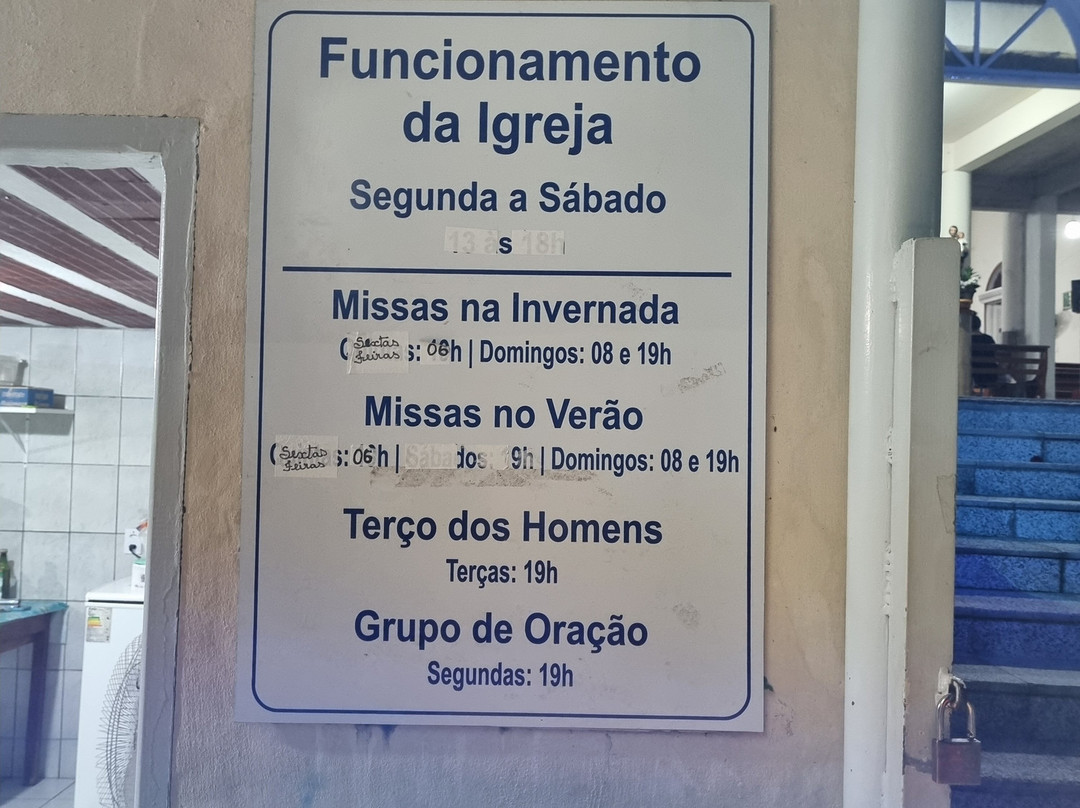 Funcionamento
da Igreja
Segunda a Sábado
13 às 18h
Missas na Invernada
Sextas
Feiras s: 06h | Domingos: 08 e 19h
Missas no Verão
Sextas
Feiras s: 06h | Sábados: 19h | Domingos: 08 e 19h
Terço dos Homens
Terças: 19h
Grupo de Oração
Segundas: 19h